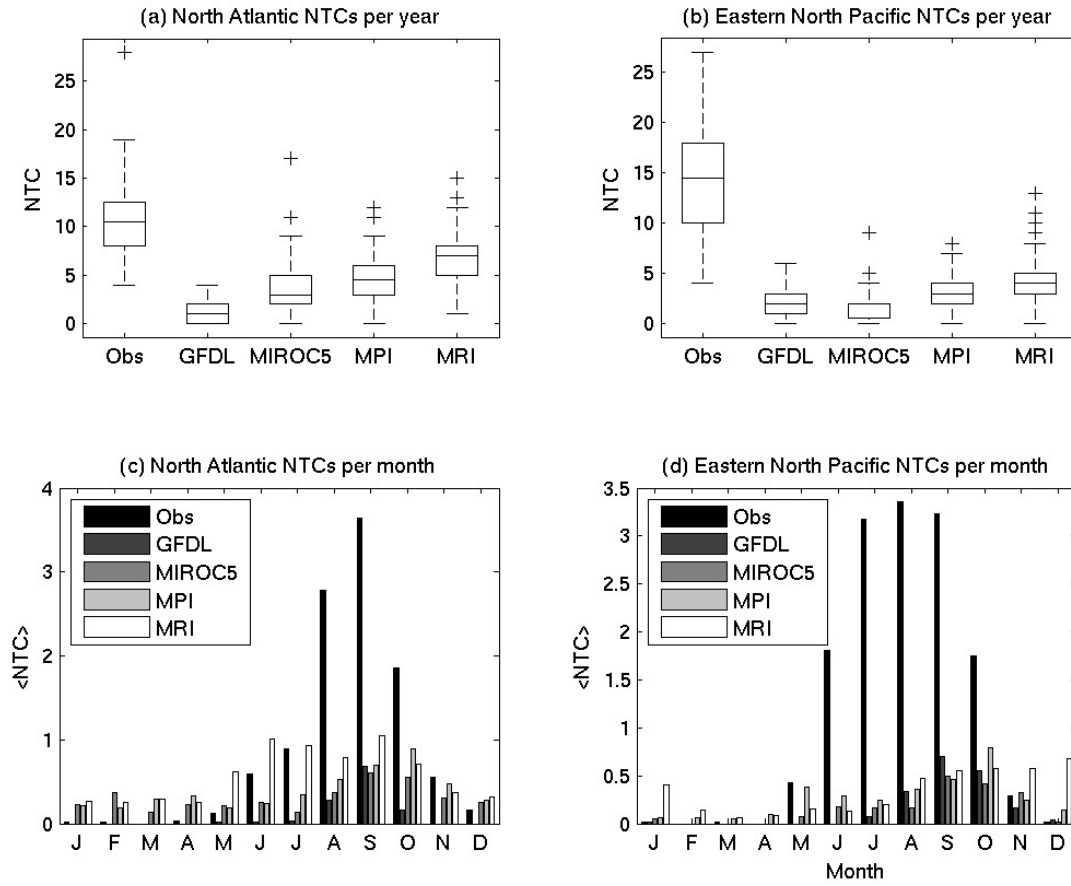 (a) North Atlantic NTCs per year
NTC
25
20
15
10
5
0
Obs GFDL MIROC5 MPI MRI
(b) Eastern North Pacific NTCs per year
NTC
25
20
15
10
5
0
Obs GFDL MIROC5 MPI MRI
(c) North Atlantic NTCs per month
<NTC>
4
3
2
1
0
Obs
GFDL
MIROC5
MPI
MRI
J F M A M J J A S O N D
(d) Eastern North Pacific NTCs per month
<NTC>
3.5
3
2.5
2
1.5
1
0.5
0
Obs
GFDL
MIROC5
MPI
MRI
J F M A M J J A S O N D
Month